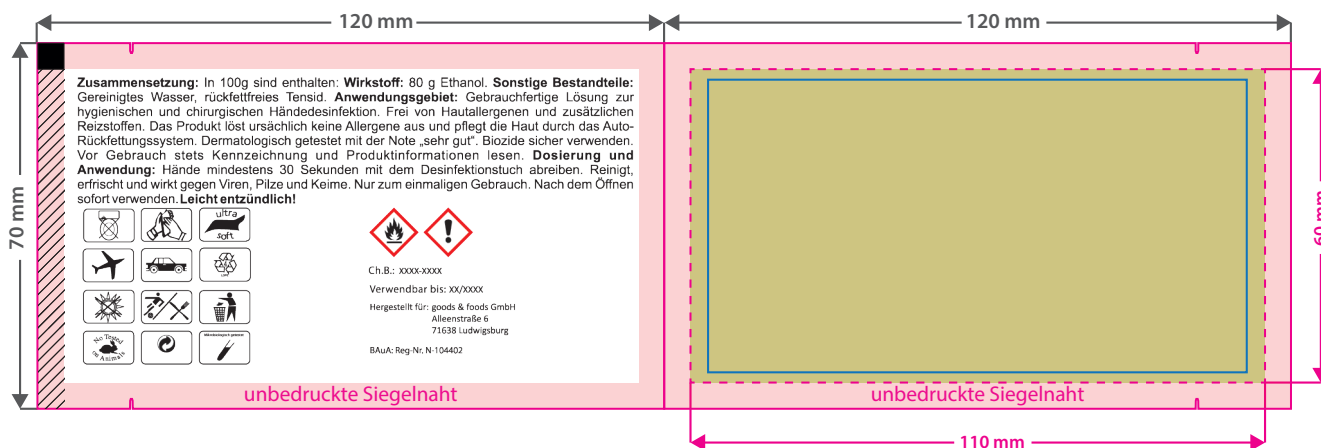 120 mm
120 mm
Zusammensetzung: In 100g sind enthalten: Wirkstoff: 80 g Ethanol. Sonstige Bestandteile:
Gereinigtes Wasser, rückfettfreies Tensid. Anwendungsgebiet: Gebrauchfertige Lösung zur
hygienischen und chirurgischen Händedesinfektion. Frei von Hautallergenen und zusätzlichen
Reizstoffen. Das Produkt löst ursächlich keine Allergene aus und pflegt die Haut durch das Auto-
Rückfettungssystem. Dermatologisch getestet mit der Note „sehr gut“. Biozide sicher verwenden.
Vor Gebrauch stets Kennzeichnung und Produktinformationen lesen. Dosierung und
Anwendung: Hände mindestens 30 Sekunden mit dem Desinfektionstuch abreiben. Reinigt,
erfrischt und wirkt gegen Viren, Pilze und Keime. Nur zum einmaligen Gebrauch. Nach dem Öffnen
sofort verwenden. Leicht entzündlich!
70 mm
60 mm
ultra
soft
No Tested
on Animals
Ch.B.: xxxx-xxxx
Verwendbar bis: xx/xxxx
Hergestellt für: goods & foods GmbH
Alleenstraße 6
71638 Ludwigsburg
BAuA: Reg-Nr. N-104402
unbedruckte Siegelnaht
unbedruckte Siegelnaht
110 mm